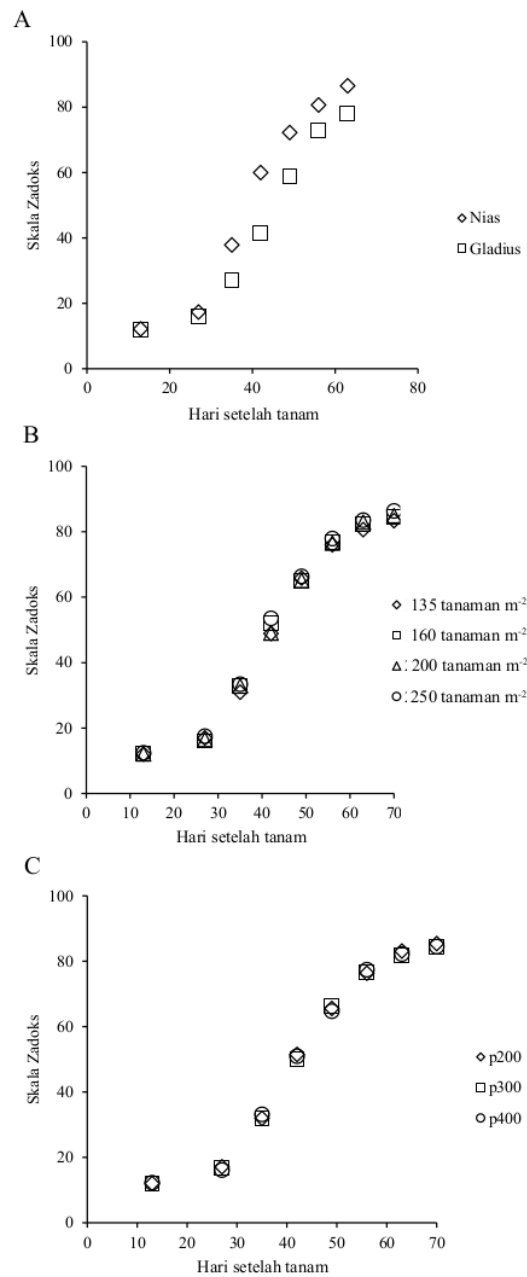 A
100
80
60
40
20
0
Skala Zadoks
0 20 40 60 80
Hari setelah tanam
Nias
Gladius
B
100
80
60
40
20
0
Skala Zadoks
0 10 20 30 40 50 60 70
Hari setelah tanam
135 tanaman m⁻²
160 tanaman m⁻²
200 tanaman m⁻²
250 tanaman m⁻²
C
100
80
60
40
20
0
Skala Zadoks
0 10 20 30 40 50 60 70
Hari setelah tanam
p200
p300
p400